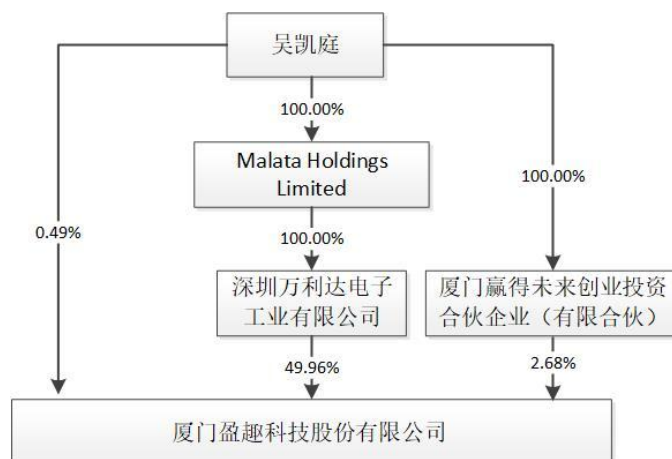 吴凯庭
100.00%
Malata Holdings
Limited
100.00%
0.49%
100.00%
深圳万利达电子
工业有限公司
厦门赢得未来创业投资
合伙企业（有限合伙）
49.96%
2.68%
厦门盈趣科技股份有限公司